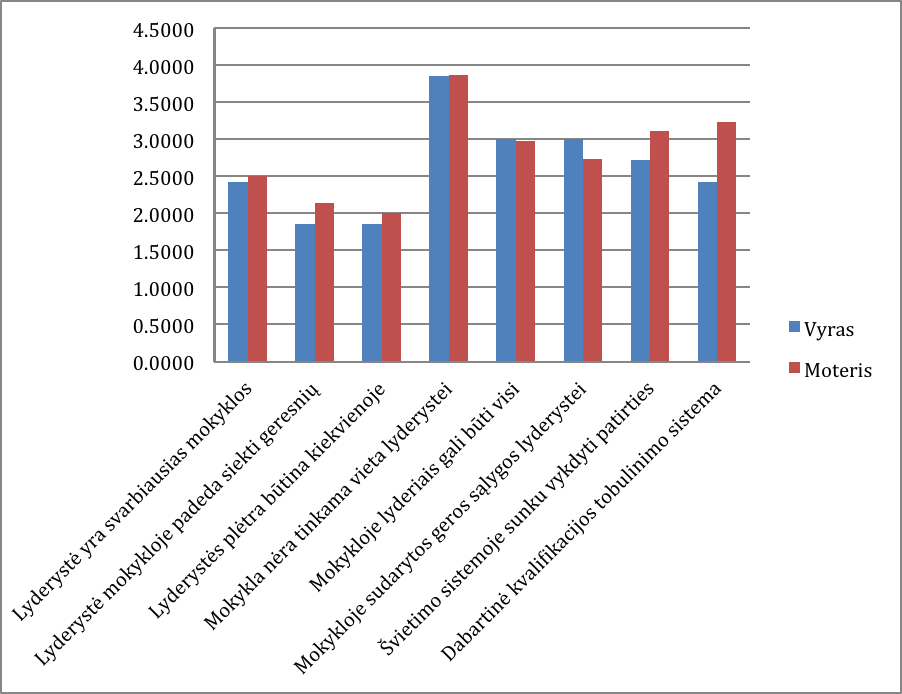 4.5000
4.0000
3.5000
3.0000
2.5000
2.0000
1.5000
1.0000
0.5000
0.0000
Vyras
Moteris
Lyderystė yra svarbiausias mokyklos
Lyderystė mokykloje padeda siekti geresnių
Lyderystės plėtra būtina kiekvienoje
Mokykla nėra tinkama vieta lyderystei
Mokykloje lyderiais gali būti visi
Mokykloje sudarytos geros sąlygos lyderystei
Švietimo sistemoje sunku vykdyti patirties
Dabartinė kvalifikacijos tobulinimo sistema